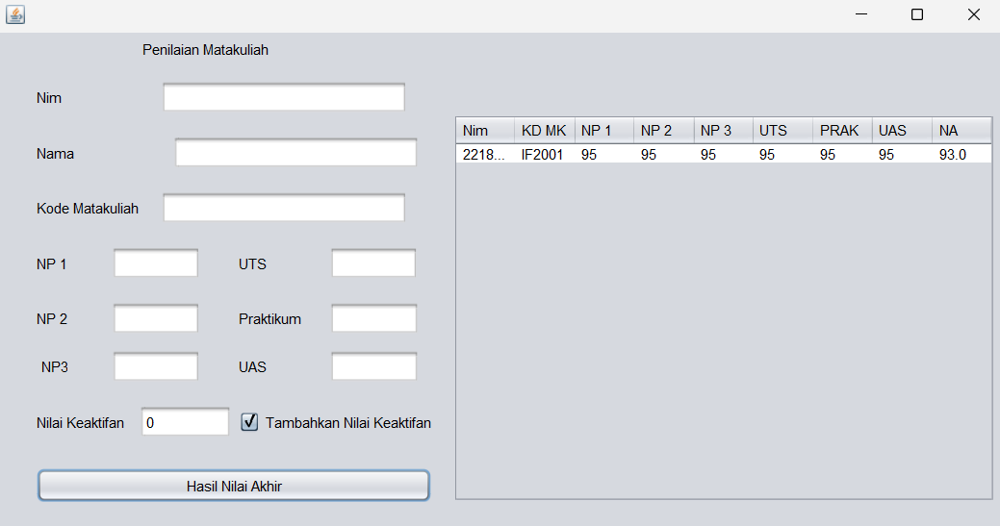 Penilaian Matakuliah
Nim
Nama
Kode Matakuliah
NP 1 UTS
NP 2 Praktikum
NP3 UAS
Nilai Keaktifan 0 Tambahkan Nilai Keaktifan
Hasil Nilai Akhir
Nim KD MK NP 1 NP 2 NP 3 UTS PRAK UAS NA
2218... IF2001 95 95 95 95 95 95 93.0